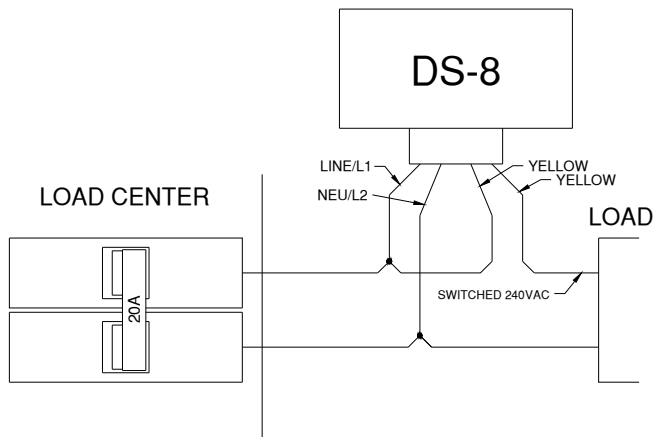 DS-8
LINE/L1
YELLOW
YELLOW
NEU/L2
LOAD CENTER
LOAD
SWITCHED 240VAC
20A